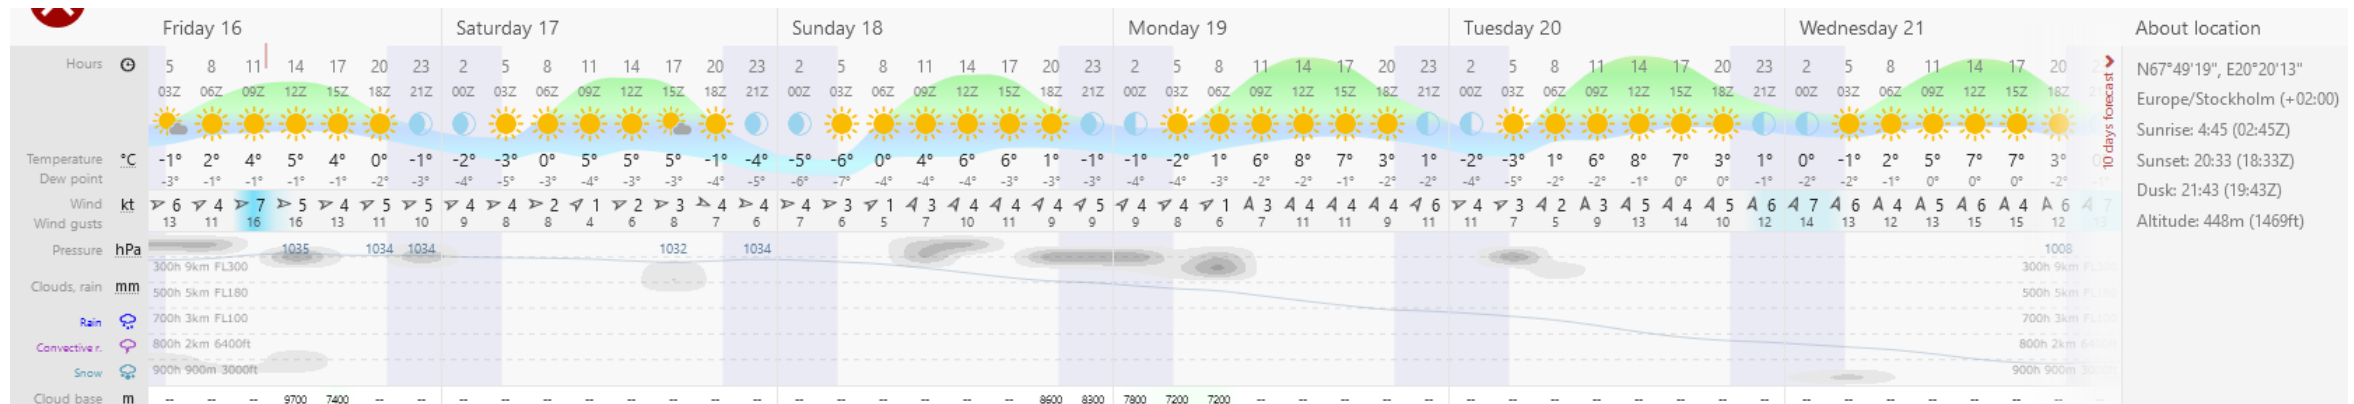 Friday 16 Saturday 17 Sunday 18 Monday 19 Tuesday 20 Wednesday 21 About location
Hours 5 8 11 14 17 20 23 2 5 8 11 14 17 20 23 2 5 8 11 14 17 20 23 2 5 8 11 14 17 20 23 2 5 8 11 14 17 20 23 2 5 8 11 14 17 20
03Z 06Z 09Z 12Z 15Z 18Z 21Z 00Z 03Z 06Z 09Z 12Z 15Z 18Z 21Z 00Z 03Z 06Z 09Z 12Z 15Z 18Z 21Z 00Z 03Z 06Z 09Z 12Z 15Z 18Z 21Z 00Z 03Z 06Z 09Z 12Z 15Z 18Z 21Z 00Z 03Z 06Z 09Z 12Z 15Z 18Z
Temperature °C -1° 2° 4° 5° 4° 0° -1° -2° -3° 0° 5° 5° 5° -1° -4° -5° -6° 0° 4° 6° 6° 1° -1° -1° -2° 1° 6° 8° 7° 3° 1° -2° -3° 1° 6° 8° 7° 3° 1° 0° -1° 2° 5° 7° 7° 3°
Dew point -3° -1° -1° -1° -1° -2° -3° -4° -5° -3° -4° -3° -3° -4° -5° -6° -7° -4° -3° -4° -3° -3° -3° -4° -4° -3° -2° -2° -1° -2° -2° -4° -5° -2° -2° -1° 0° 0° -1° -2° -2° -1° 0° 0° 0° -2° -1°
Wind kt 6 4 7 5 4 5 5 4 4 2 1 2 3 4 4 4 3 1 3 4 4 4 5 4 4 1 3 4 4 4 6 4 3 2 3 5 4 5 6 7 6 4 5 6 4 6 7
Wind gusts 13 11 16 16 13 11 10 9 8 8 4 6 8 7 6 7 6 5 7 10 11 9 9 9 8 6 7 11 11 9 11 11 7 5 9 13 14 10 12 14 13 12 13 15 15 12 13
Pressure hPa 1035 1034 1034 1032 1034 1008
300h 9km FL300 300h 9km FL300
Clouds, rain mm
500h 5km FL180 500h 5km FL180
Rain 700h 3km FL100 700h 3km FL100
Convective r. 800h 2km 6400ft 800h 2km 6400ft
Snow 900h 900m 3000ft 900h 900m 3000ft
Cloud base m -- -- -- 9700 7400 -- -- -- -- -- -- -- -- -- -- -- -- -- -- -- -- 8600 8300 7800 7200 7200 -- -- -- -- -- -- -- -- -- -- -- -- -- -- -- -- -- -- -- -- --
10 days forecast
N67°49'19", E20°20'13"
Europe/Stockholm (+02:00)
Sunrise: 4:45 (02:45Z)
Sunset: 20:33 (18:33Z)
Dusk: 21:43 (19:43Z)
Altitude: 448m (1469ft)